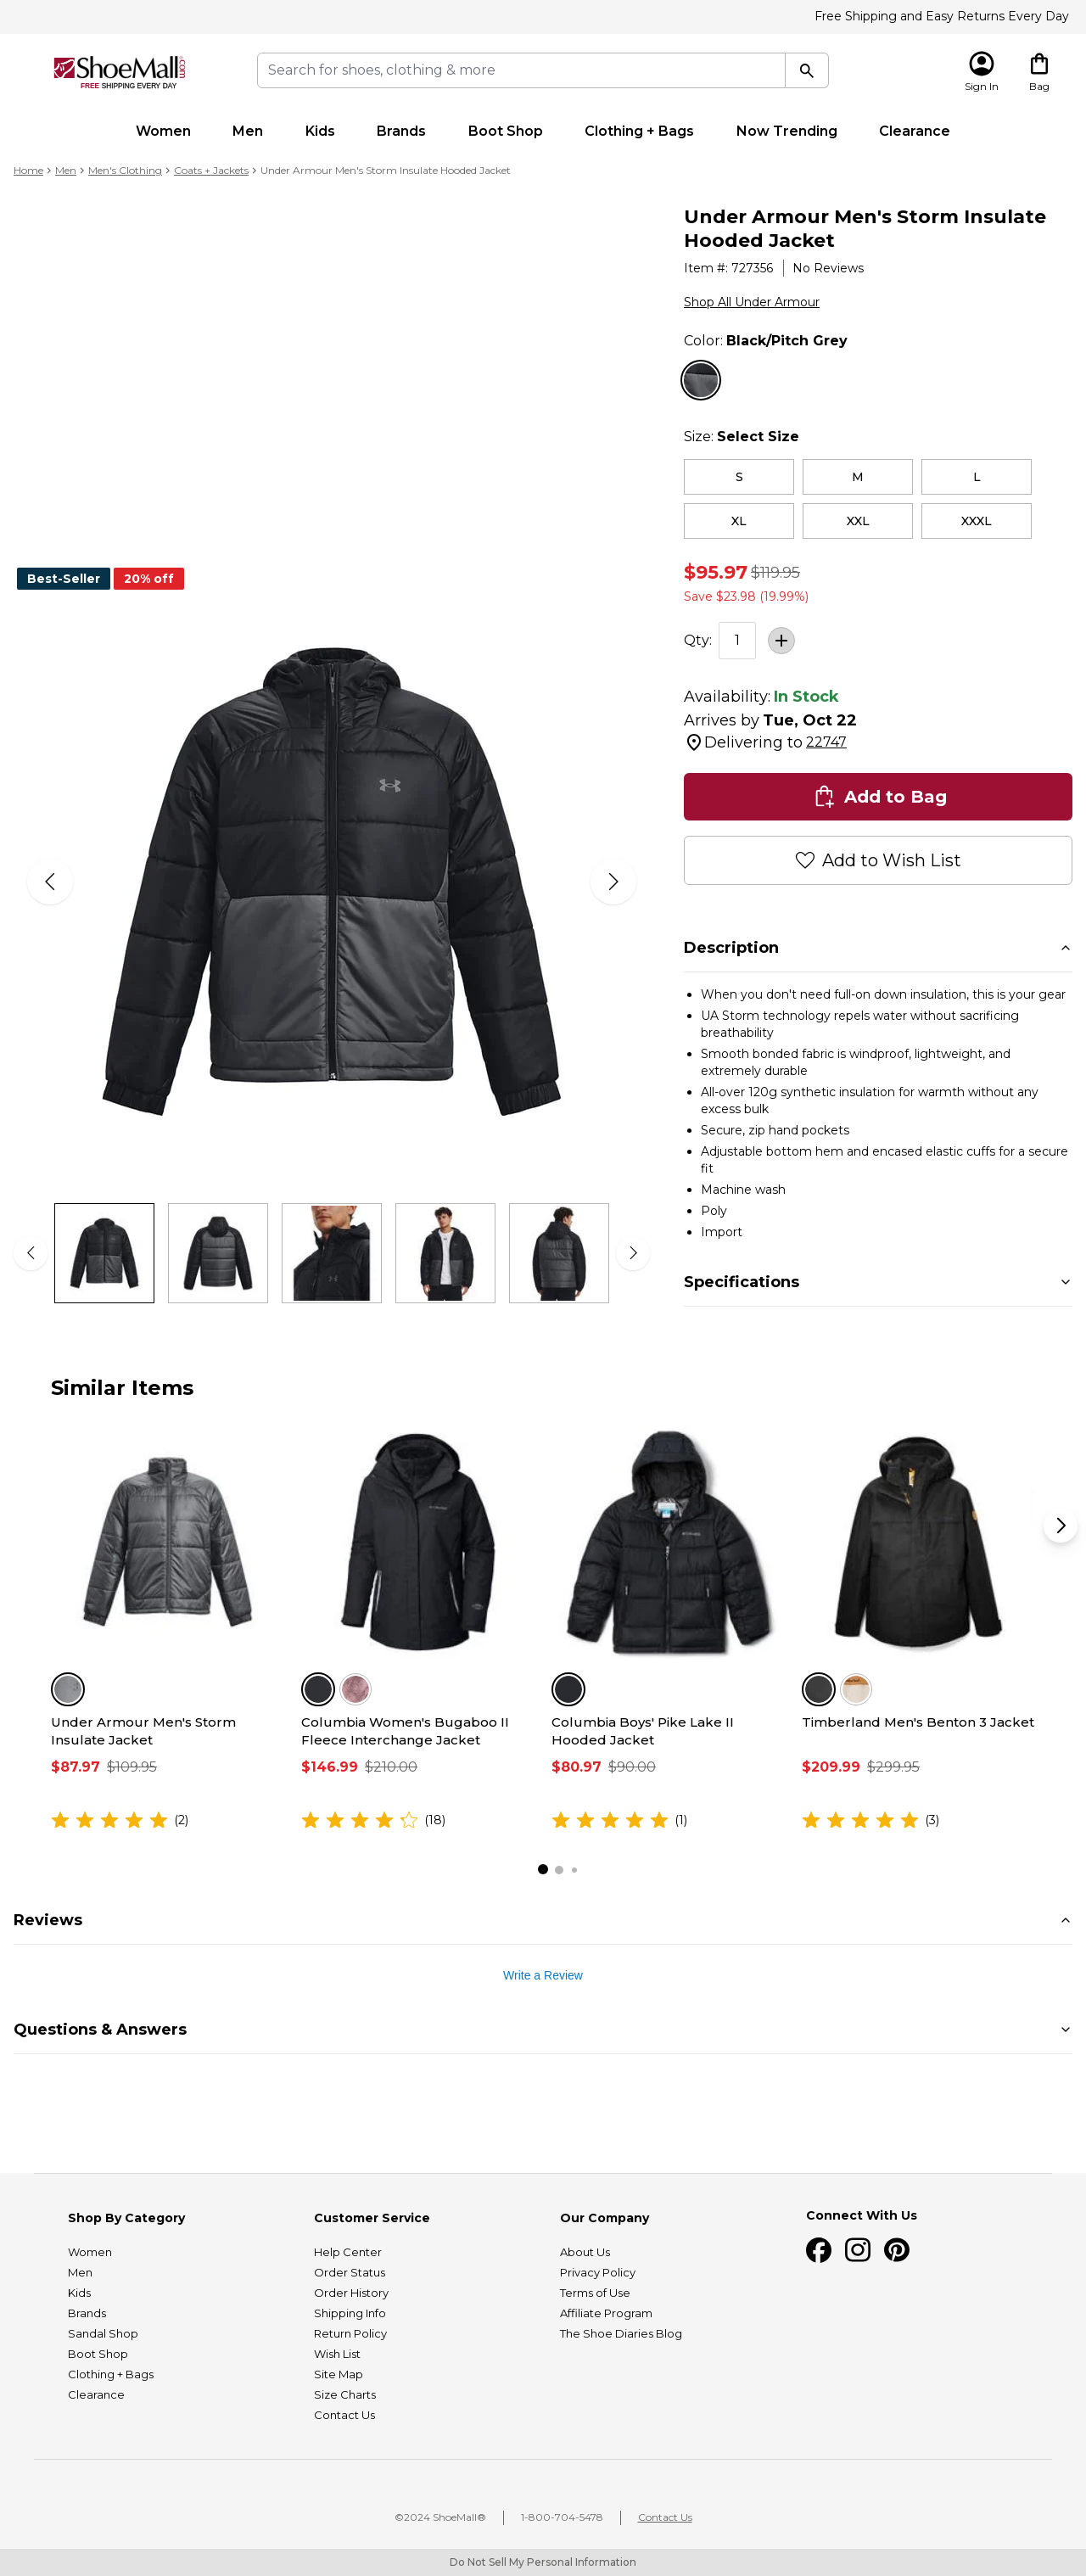 Free Shipping and Easy Returns Every Day
ShoeMall.com
FREE SHIPPING EVERY DAY
Search for shoes, clothing & more
Sign In
Bag
Women Men Kids Brands Boot Shop Clothing + Bags Now Trending Clearance
Home > Men > Men's Clothing > Coats + Jackets > Under Armour Men's Storm Insulate Hooded Jacket
Best-Seller 20% off
Under Armour Men's Storm Insulate
Hooded Jacket
Item #: 727356 | No Reviews
Shop All Under Armour
Color: Black/Pitch Grey
Size: Select Size
S M L
XL XXL XXXL
$95.97 $119.95
Save $23.98 (19.99%)
Qty: 1 +
Availability: In Stock
Arrives by Tue, Oct 22
Delivering to 22747
Add to Bag
Add to Wish List
Description
• When you don't need full-on down insulation, this is your gear
• UA Storm technology repels water without sacrificing
breathability
• Smooth bonded fabric is windproof, lightweight, and
extremely durable
• All-over 120g synthetic insulation for warmth without any
excess bulk
• Secure, zip hand pockets
• Adjustable bottom hem and encased elastic cuffs for a secure
fit
• Machine wash
• Poly
• Import
Specifications
Similar Items
Under Armour Men's Storm
Insulate Jacket
$87.97 $109.95
(2)
Columbia Women's Bugaboo II
Fleece Interchange Jacket
$146.99 $210.00
(18)
Columbia Boys' Pike Lake II
Hooded Jacket
$80.97 $90.00
(1)
Timberland Men's Benton 3 Jacket
$209.99 $299.95
(3)
Reviews
Write a Review
Questions & Answers
Shop By Category
Women
Men
Kids
Brands
Sandal Shop
Boot Shop
Clothing + Bags
Clearance
Customer Service
Help Center
Order Status
Order History
Shipping Info
Return Policy
Wish List
Site Map
Size Charts
Contact Us
Our Company
About Us
Privacy Policy
Terms of Use
Affiliate Program
The Shoe Diaries Blog
Connect With Us
©2024 ShoeMall® | 1-800-704-5478 | Contact Us
Do Not Sell My Personal Information